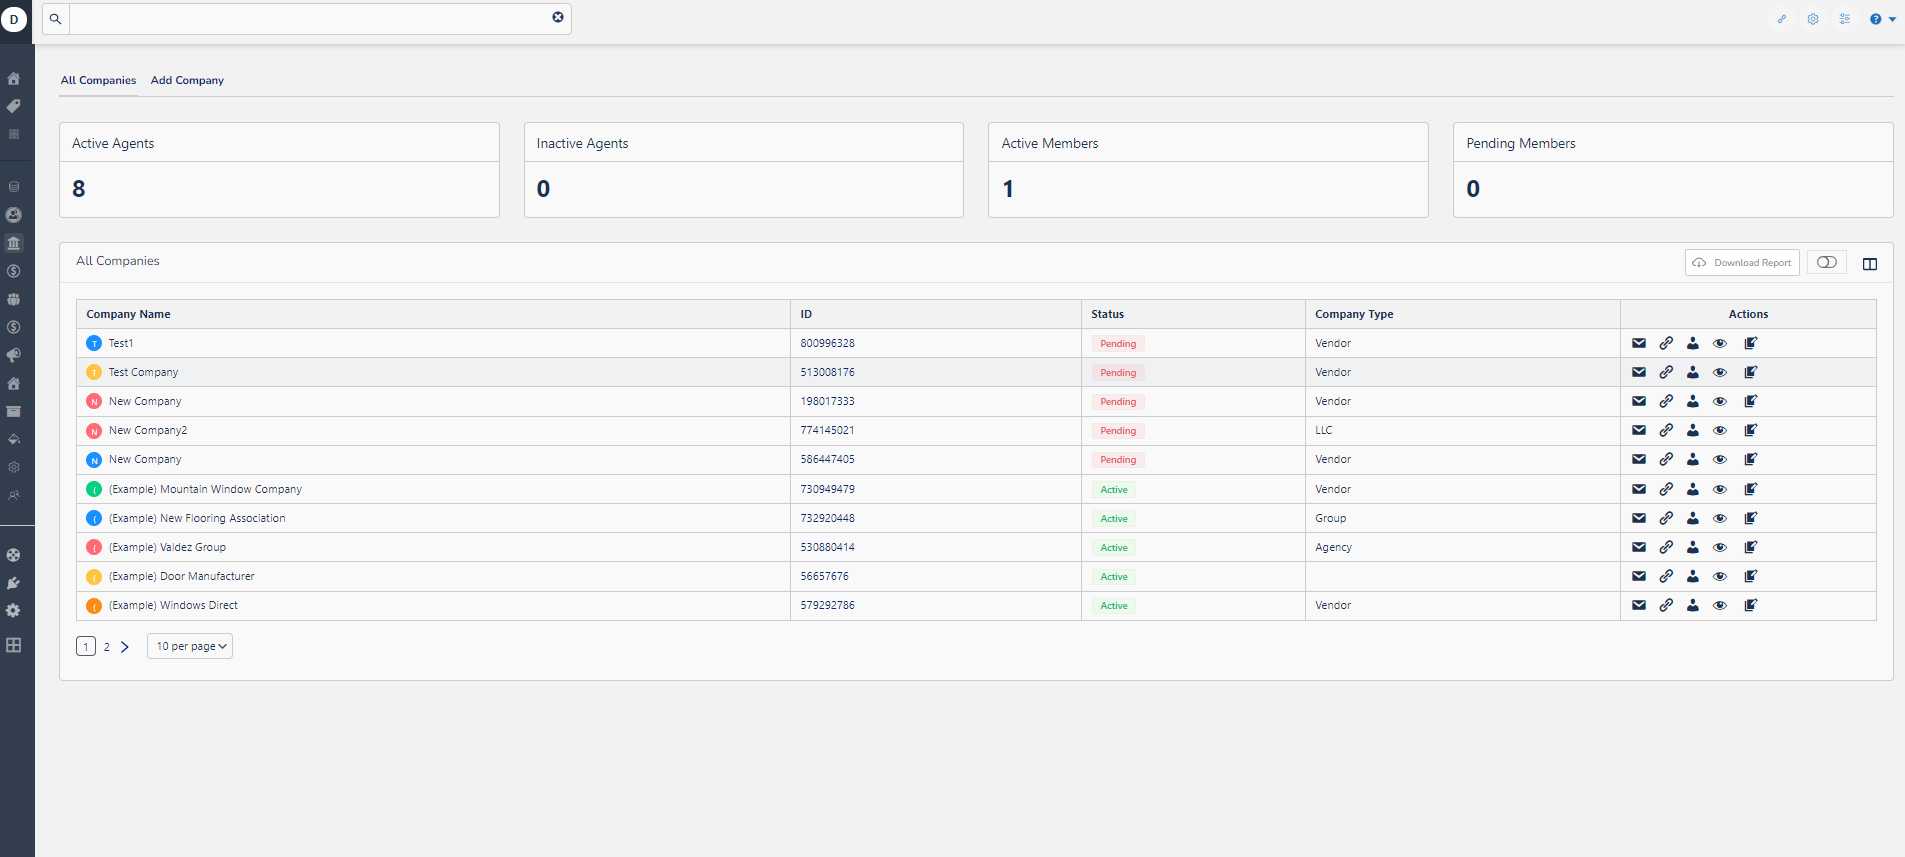 D
All Companies Add Company
Active Agents
8
Inactive Agents
0
Active Members
1
Pending Members
0
All Companies
Download Report
Company Name ID Status Company Type Actions
T Test1 800996328 Pending Vendor
T Test Company 513008176 Pending Vendor
N New Company 198017333 Pending Vendor
N New Company2 774145021 Pending LLC
N New Company 586447405 Pending Vendor
( (Example) Mountain Window Company 730949479 Active Vendor
( (Example) New Flooring Association 732920448 Active Group
( (Example) Valdez Group 530880414 Active Agency
( (Example) Door Manufacturer 56657676 Active
( (Example) Windows Direct 579292786 Active Vendor
1 2 10 per page